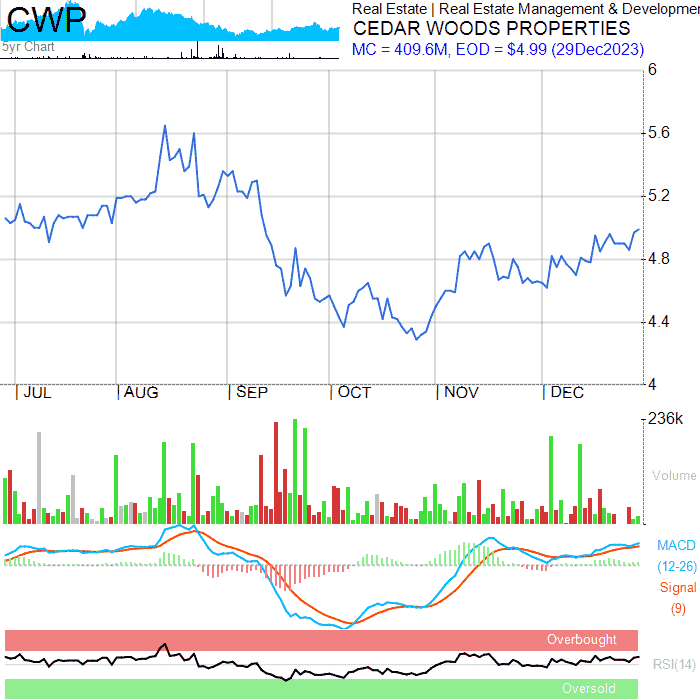 CWP
5yr Chart
Real Estate | Real Estate Management & Developmen
CEDAR WOODS PROPERTIES
MC = 409.6M, EOD = $4.99 (29Dec2023)
6
5.6
5.2
4.8
4.4
4
| JUL | AUG | SEP | OCT | NOV | DEC
236k
Volume
MACD
(12-26)
Signal
(9)
Overbought
RSI(14)
Oversold